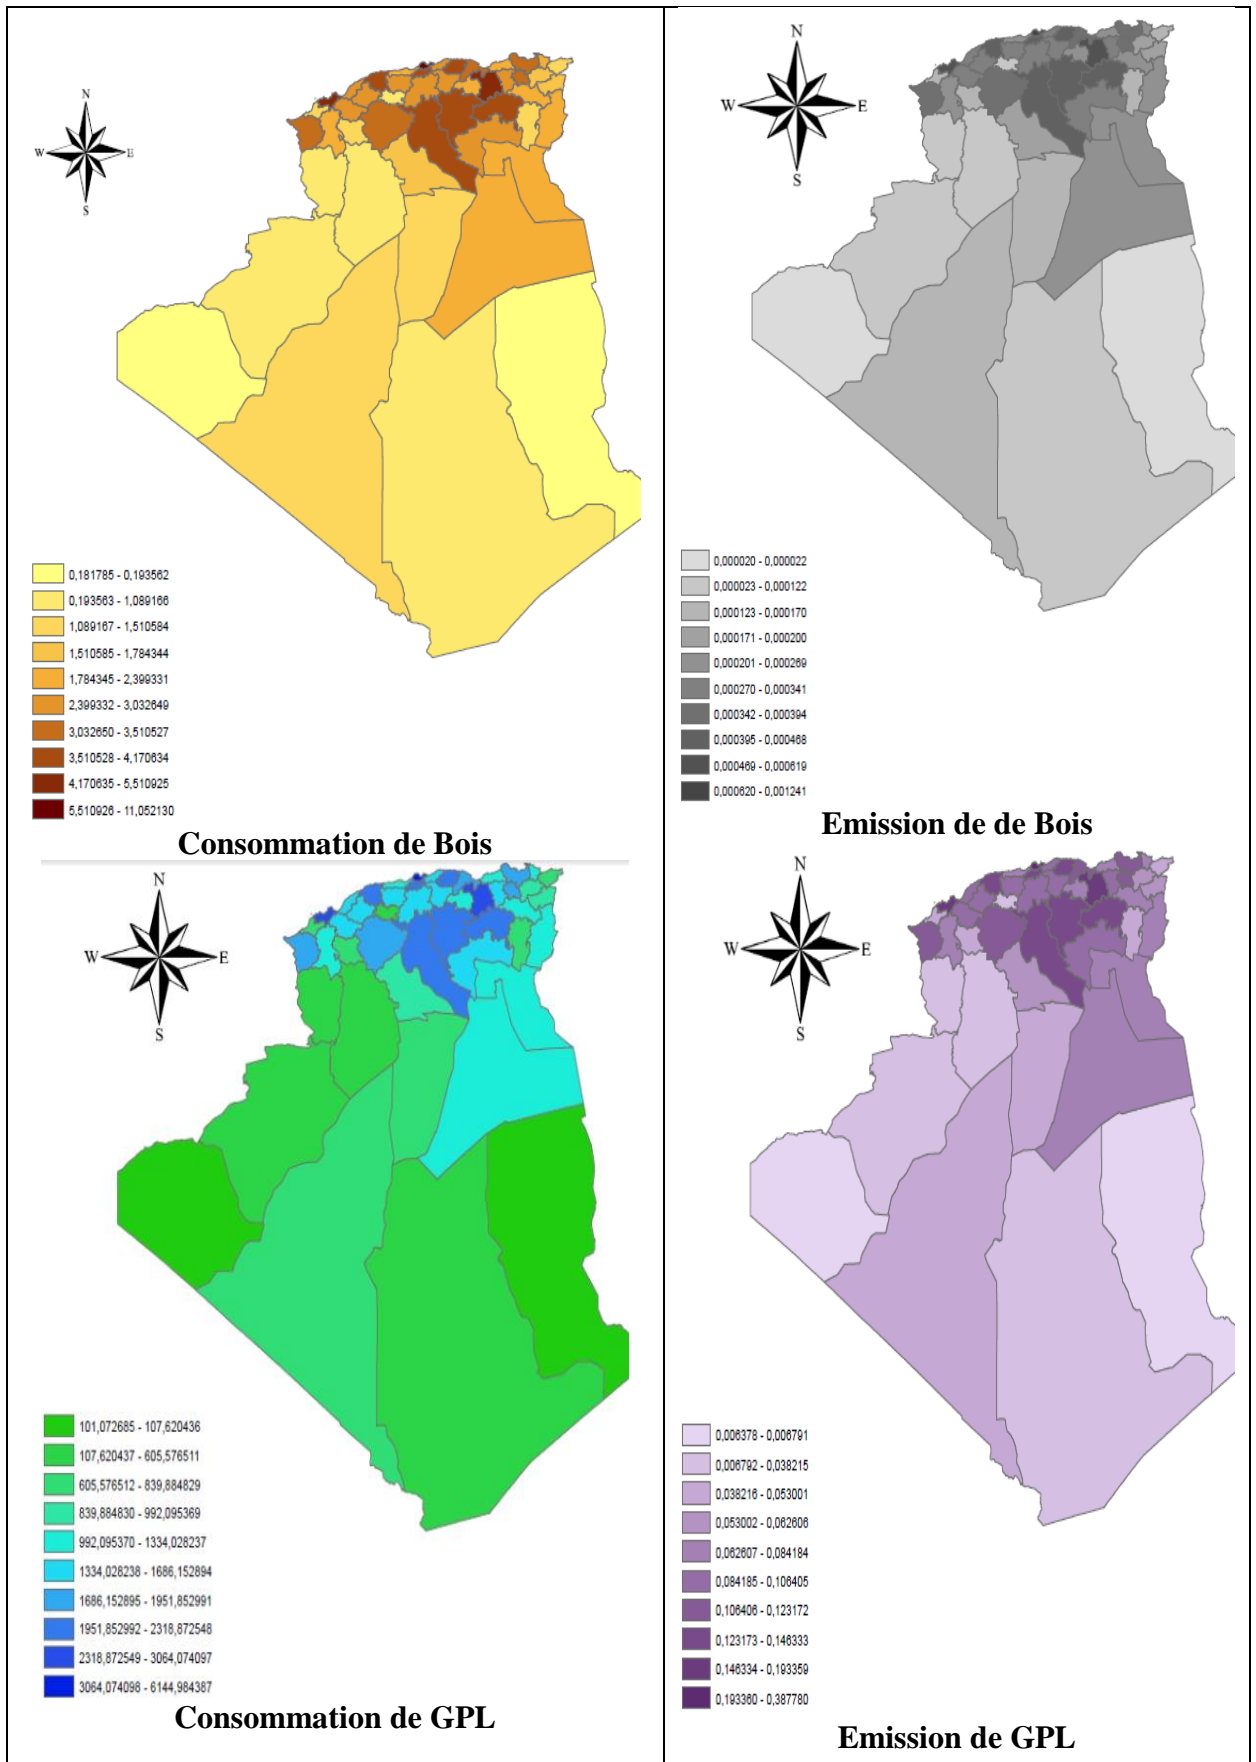 N
W
E
S
0,181785 - 0,193562
0,193563 - 1,089166
1,089167 - 1,510584
1,510585 - 1,784344
1,784345 - 2,399331
2,399332 - 3,032649
3,032650 - 3,510527
3,510528 - 4,170634
4,170635 - 5,510925
5,510926 - 11,052130
Consommation de Bois
N
W
E
S
0,000020 - 0,000022
0,000023 - 0,000122
0,000123 - 0,000170
0,000171 - 0,000200
0,000201 - 0,000269
0,000270 - 0,000341
0,000342 - 0,000394
0,000395 - 0,000468
0,000469 - 0,000619
0,000620 - 0,001241
Emission de de Bois
N
W
E
S
101,072685 - 107,620436
107,620437 - 605,576511
605,576512 - 839,884829
839,884830 - 992,095369
992,095370 - 1334,028237
1334,028238 - 1686,152894
1686,152895 - 1951,852991
1951,852992 - 2318,872548
2318,872549 - 3064,074097
3064,074098 - 6144,984387
Consommation de GPL
N
W
E
S
0,006378 - 0,006791
0,006792 - 0,038215
0,038216 - 0,053001
0,053002 - 0,062606
0,062607 - 0,084184
0,084185 - 0,106405
0,106406 - 0,123172
0,123173 - 0,146333
0,146334 - 0,193359
0,193360 - 0,387780
Emission de GPL